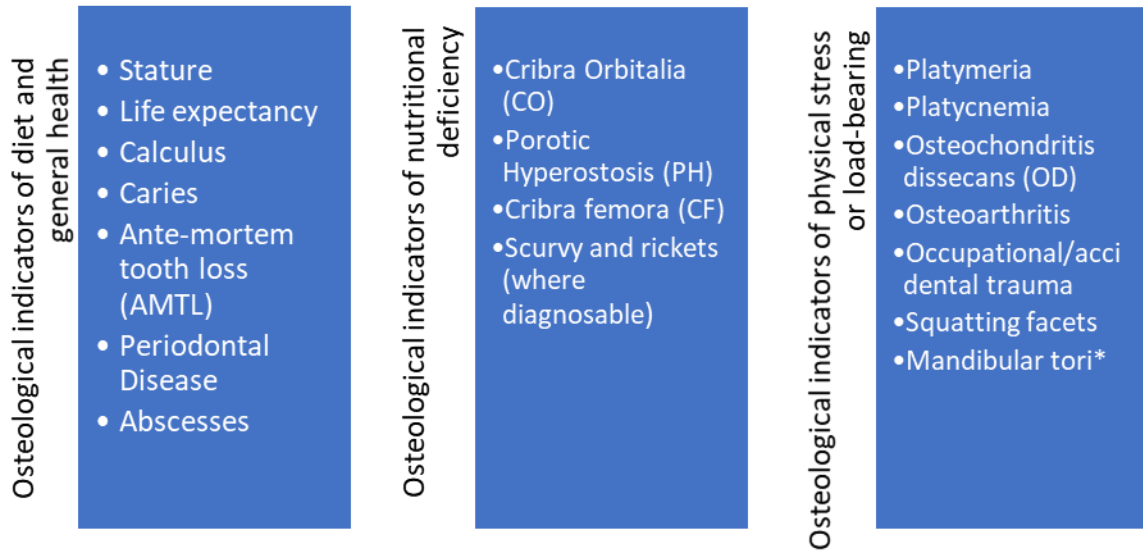 Osteological indicators of diet and
general health
• Stature
• Life expectancy
• Calculus
• Caries
• Ante-mortem
tooth loss
(AMTL)
• Periodontal
Disease
• Abscesses
Osteological indicators of nutritional
deficiency
•Cribra Orbitalia
(CO)
•Porotic
Hyperostosis (PH)
•Cribra femora (CF)
•Scurvy and rickets
(where
diagnosable)
Osteological indicators of physical stress
or load-bearing
•Platymeria
•Platycnemia
•Osteochondritis
dissecans (OD)
•Osteoarthritis
•Occupational/acci
dental trauma
•Squatting facets
•Mandibular tori*